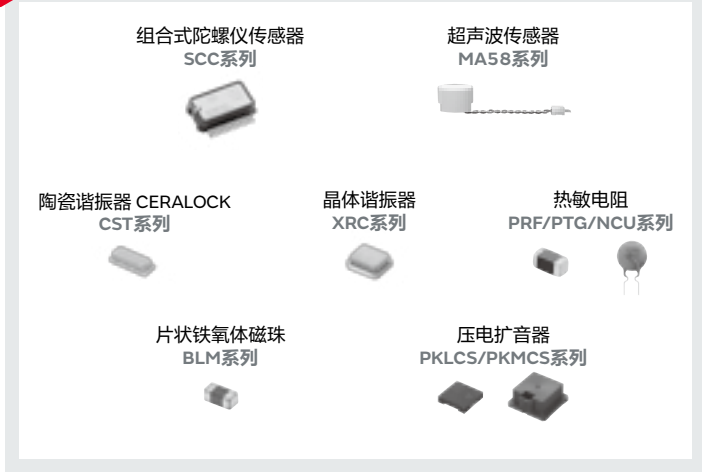 组合式陀螺仪传感器
SCC系列
超声波传感器
MA58系列
陶瓷谐振器 CERALOCK
CST系列
晶体谐振器
XRC系列
热敏电阻
PRF/PTG/NCU系列
片状铁氧体磁珠
BLM系列
压电扩音器
PKLCS/PKMCS系列